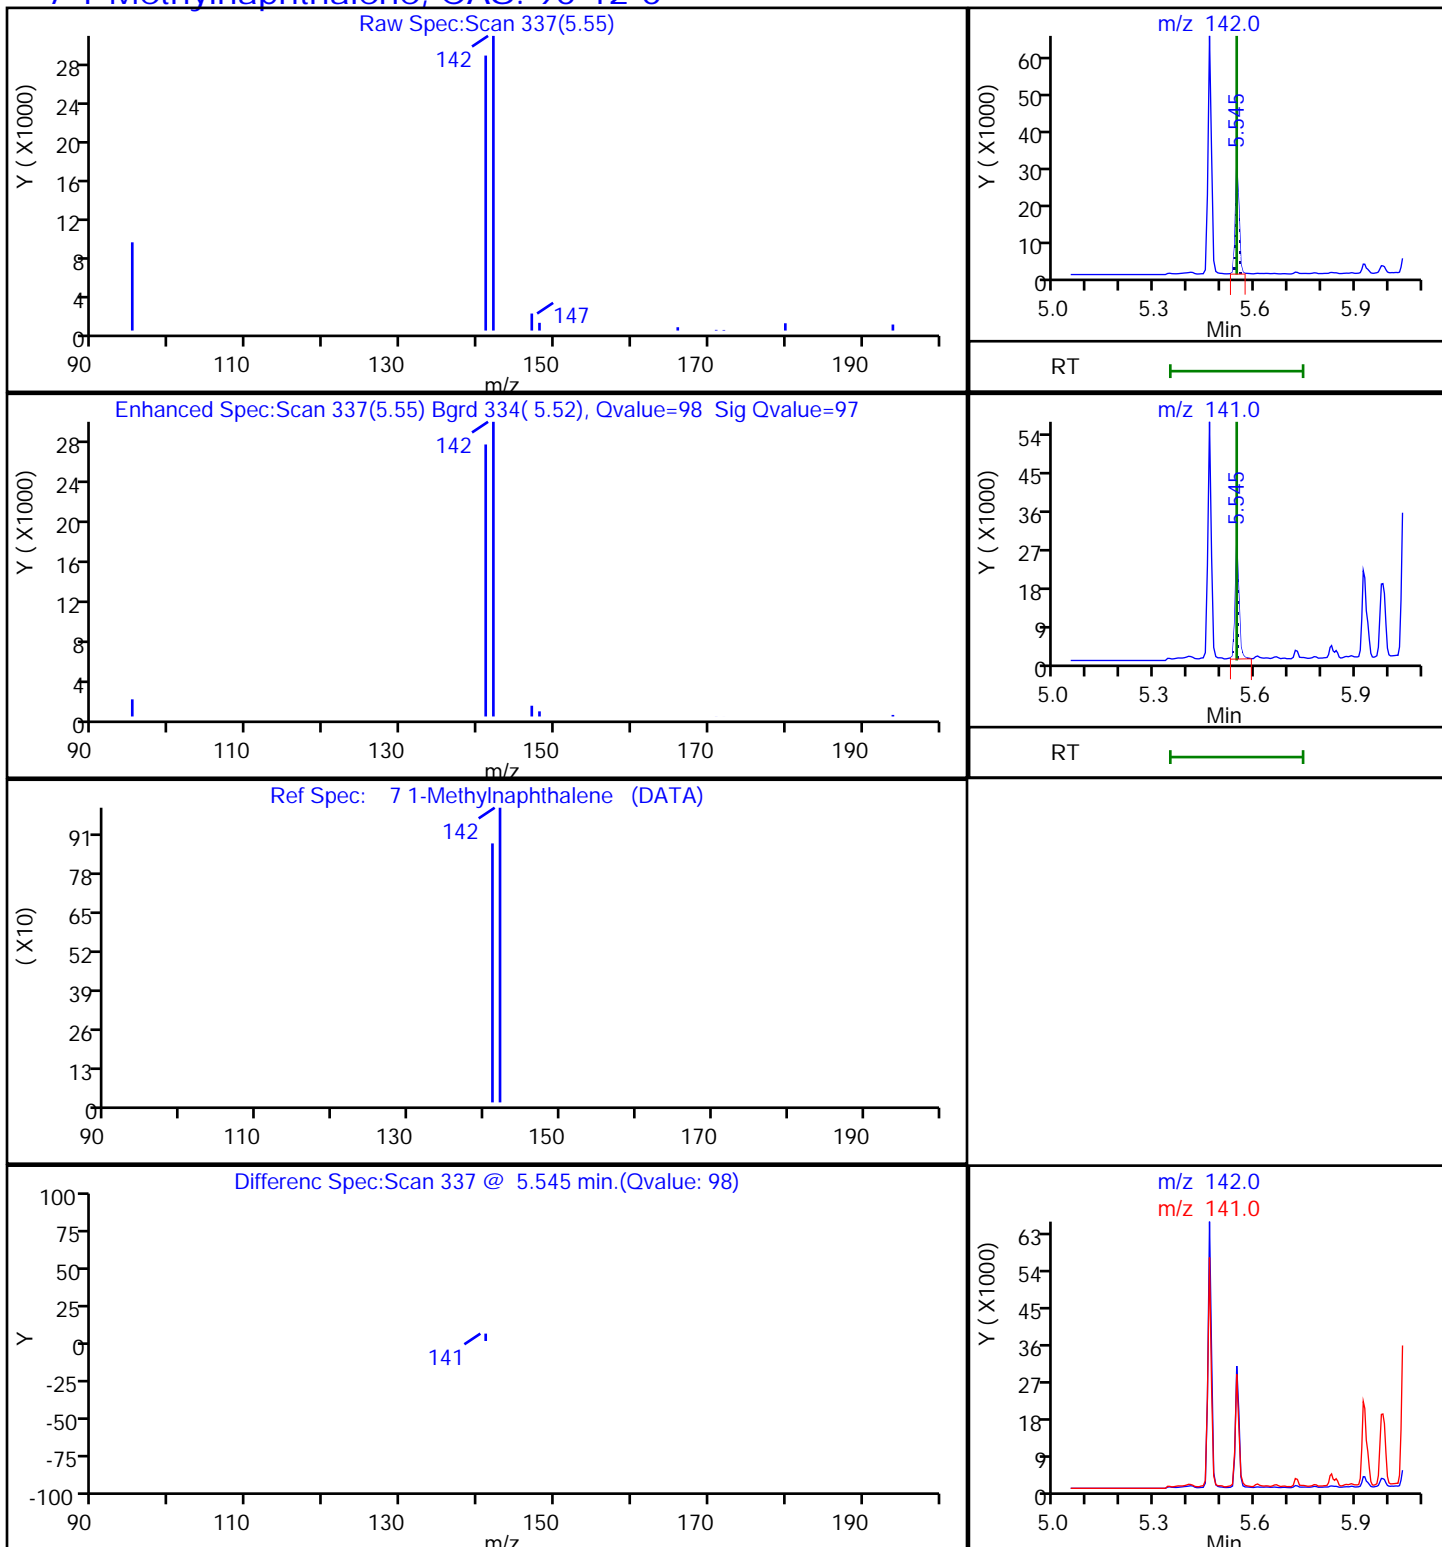 Raw Spec:Scan 337(5.55)
142
147
Y ( X1000)
28
24
20
16
12
8
4
0
90 110 130 150 170 190
m/z
m/z 142.0
5.545
Y ( X1000)
60
50
40
30
20
10
0
5.0 5.3 5.6 5.9
Min
RT
Enhanced Spec:Scan 337(5.55) Bgrd 334( 5.52), Qvalue=98 Sig Qvalue=97
142
Y ( X1000)
28
24
20
16
12
8
4
0
90 110 130 150 170 190
m/z
m/z 141.0
5.545
Y ( X1000)
54
45
36
27
18
9
0
5.0 5.3 5.6 5.9
Min
RT
Ref Spec: 7 1-Methylnaphthalene (DATA)
142
( X10)
91
78
65
52
39
26
13
0
90 110 130 150 170 190
Differenc Spec:Scan 337 @ 5.545 min.(Qvalue: 98)
141
Y
100
75
50
25
0
-25
-50
-75
-100
90 110 130 150 170 190
m/z
m/z 142.0
m/z 141.0
Y ( X1000)
63
54
45
36
27
18
9
0
5.0 5.3 5.6 5.9
Min